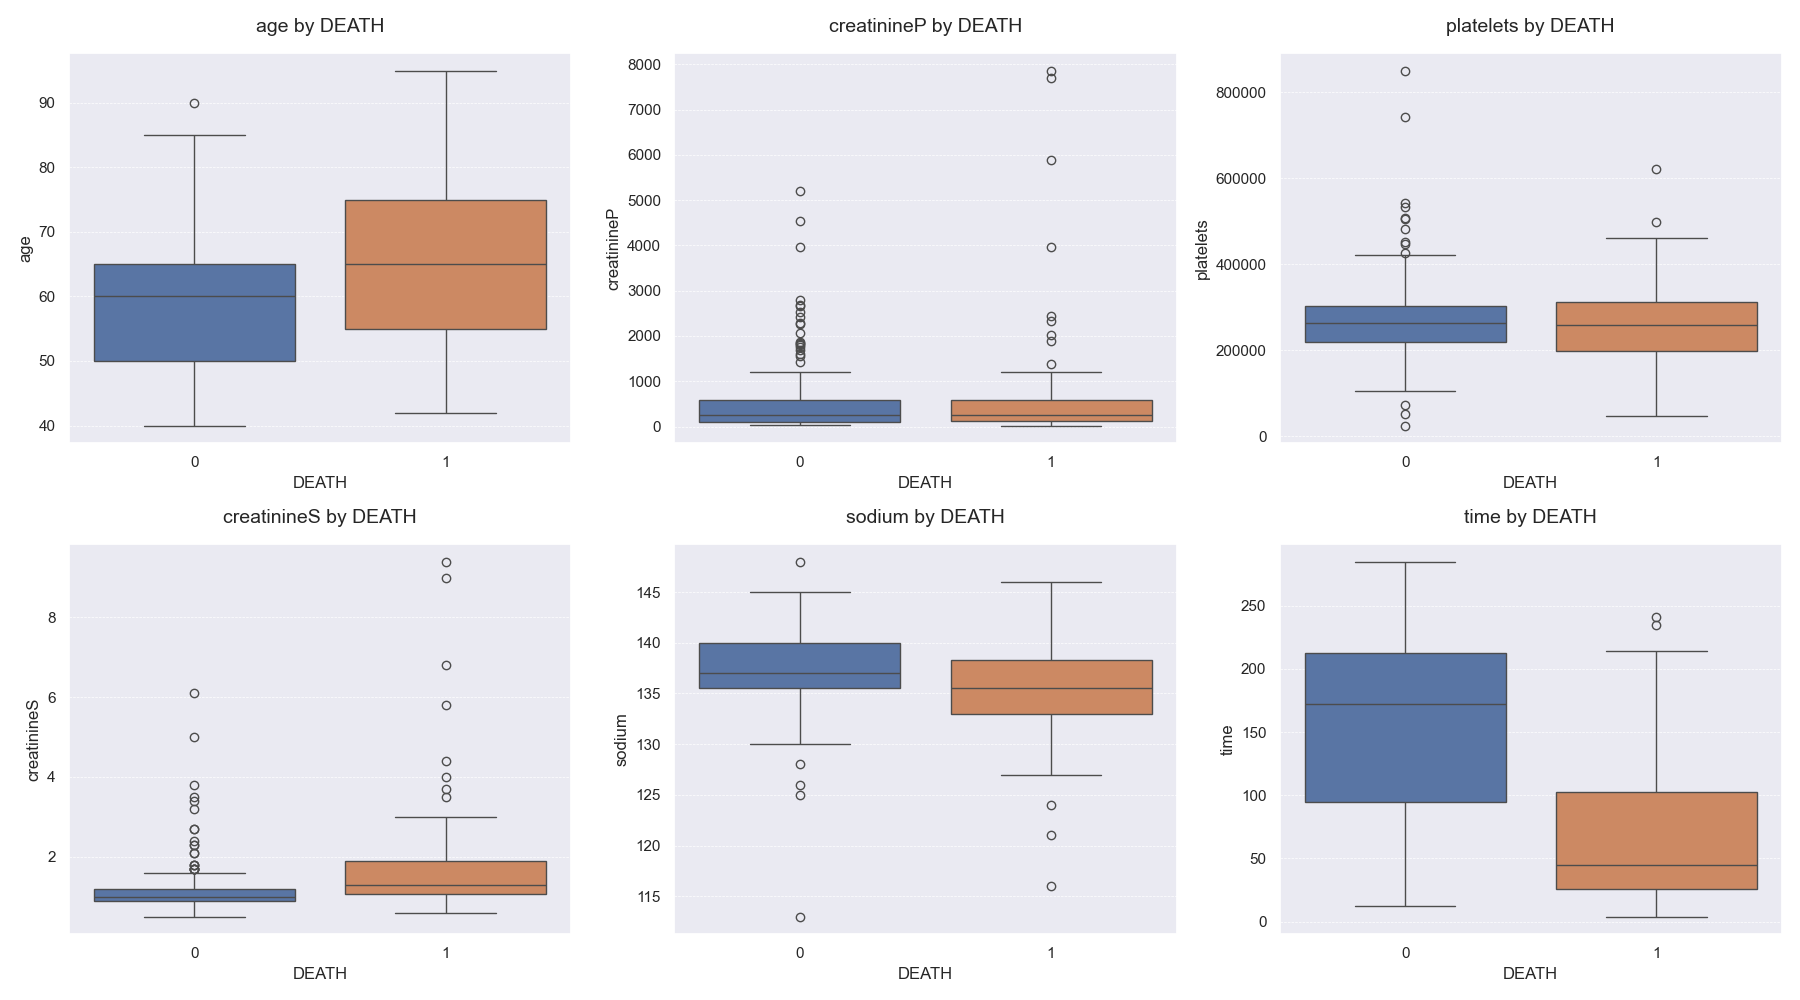 age by DEATH
90
80
70
60
50
40
age
0
1
DEATH
creatinineP by DEATH
8000
7000
6000
5000
4000
3000
2000
1000
0
creatinineP
0
1
DEATH
platelets by DEATH
800000
600000
400000
200000
0
platelets
0
1
DEATH
creatinineS by DEATH
8
6
4
2
creatinineS
0
1
DEATH
sodium by DEATH
145
140
135
130
125
120
115
sodium
0
1
DEATH
time by DEATH
250
200
150
100
50
0
time
0
1
DEATH